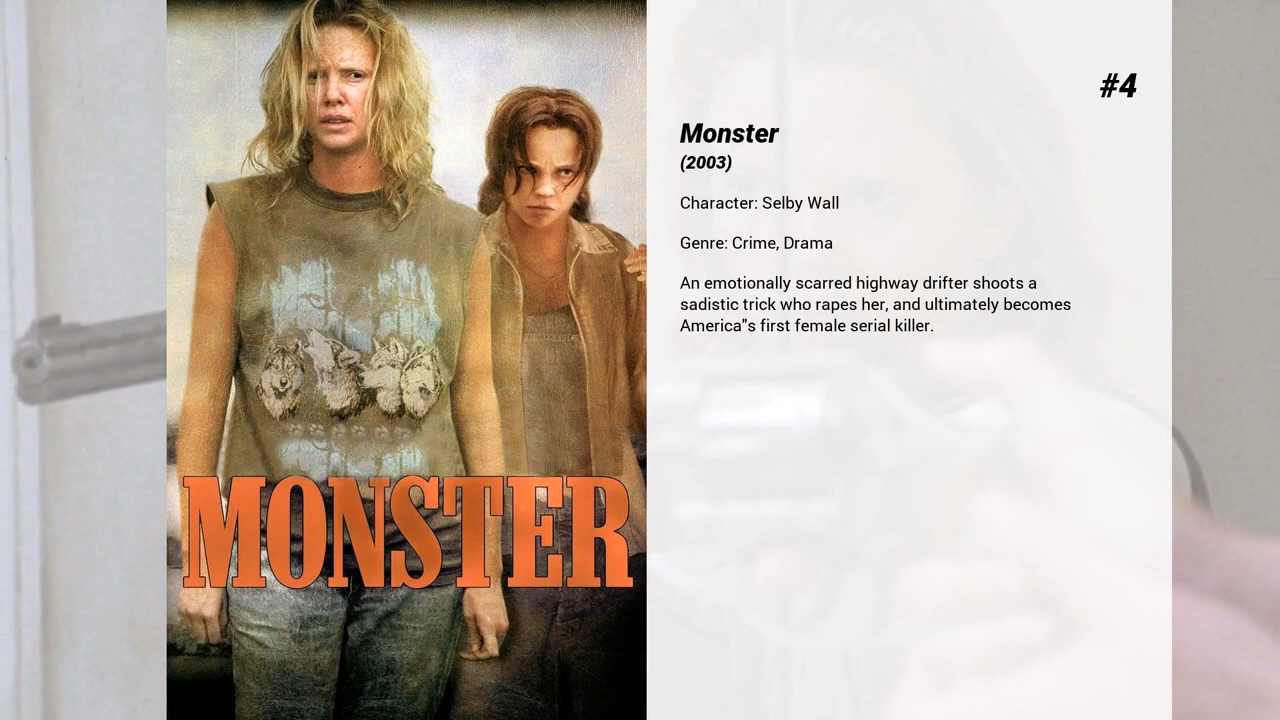 #4
Monster
(2003)
Character: Selby Wall
Genre: Crime, Drama
An emotionally scarred highway drifter shoots a
sadistic trick who rapes her, and ultimately becomes
America"s first female serial killer.
MONSTER